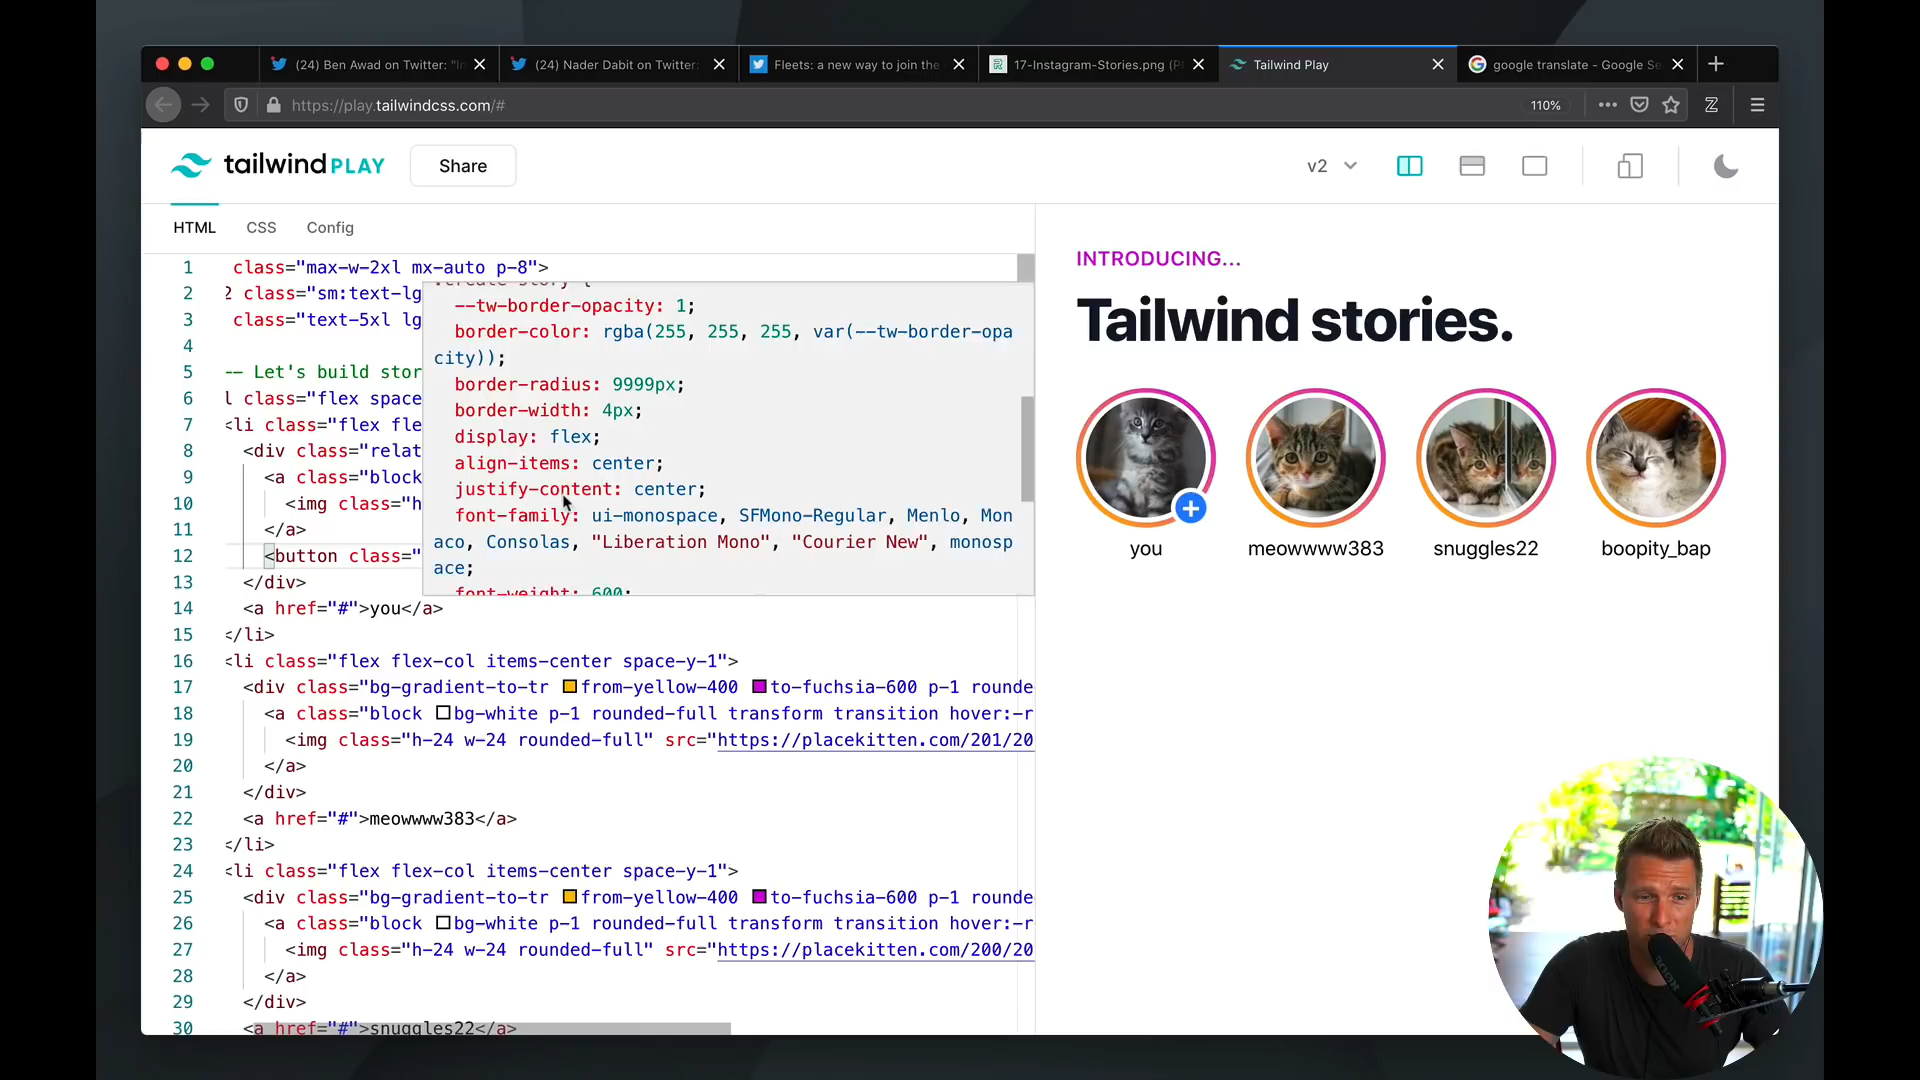 (24) Ben Awad on Twitter: "In
(24) Nader Dabit on Twitter:
Fleets: a new way to join the
17-Instagram-Stories.png (P
Tailwind Play
google translate - Google Se
https://play.tailwindcss.com/#
110%
Z
tailwind PLAY
Share
v2
HTML
CSS
Config
1 class="max-w-2xl mx-auto p-8">
2 2 class="sm:text-lg
3 class="text-5xl lg
4
5 -- Let's build stor
6 l class="flex space
7 <li class="flex fle
8 <div class="relat
9 <a class="block
10 <img class="h
11 </a>
12 <button class="
13 </div>
14 <a href="#">you</a>
15 </li>
16 <li class="flex flex-col items-center space-y-1">
17 <div class="bg-gradient-to-tr from-yellow-400 to-fuchsia-600 p-1 rounde
18 <a class="block bg-white p-1 rounded-full transform transition hover:-r
19 <img class="h-24 w-24 rounded-full" src="https://placekitten.com/201/20
20 </a>
21 </div>
22 <a href="#">meowwww383</a>
23 </li>
24 <li class="flex flex-col items-center space-y-1">
25 <div class="bg-gradient-to-tr from-yellow-400 to-fuchsia-600 p-1 rounde
26 <a class="block bg-white p-1 rounded-full transform transition hover:-r
27 <img class="h-24 w-24 rounded-full" src="https://placekitten.com/200/20
28 </a>
29 </div>
30 <a href="#">snuggles22</a>
.create-story {
--tw-border-opacity: 1;
border-color: rgba(255, 255, 255, var(--tw-border-opa
city));
border-radius: 9999px;
border-width: 4px;
display: flex;
align-items: center;
justify-content: center;
font-family: ui-monospace, SFMono-Regular, Menlo, Mon
aco, Consolas, "Liberation Mono", "Courier New", monosp
ace;
font-weight: 600;
INTRODUCING...
Tailwind stories.
you
meowwww383
snuggles22
boopity_bap
RODE